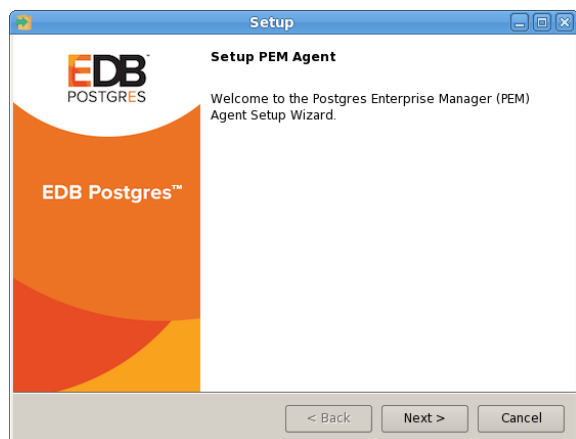 Setup
EDB
POSTGRES
EDB Postgres™
Setup PEM Agent
Welcome to the Postgres Enterprise Manager (PEM)
Agent Setup Wizard.
< Back
Next >
Cancel